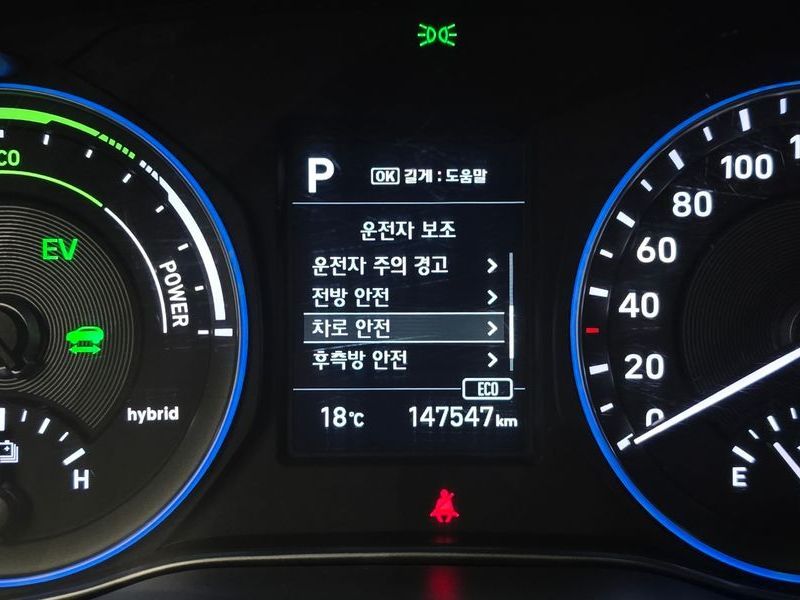 P OK 길게 : 도움말
운전자 보조
운전자 주의 경고
전방 안전
차로 안전
후측방 안전
ECO
18℃ 147547km
CO
EV
POWER
hybrid
H
100
80
60
40
20
0
E